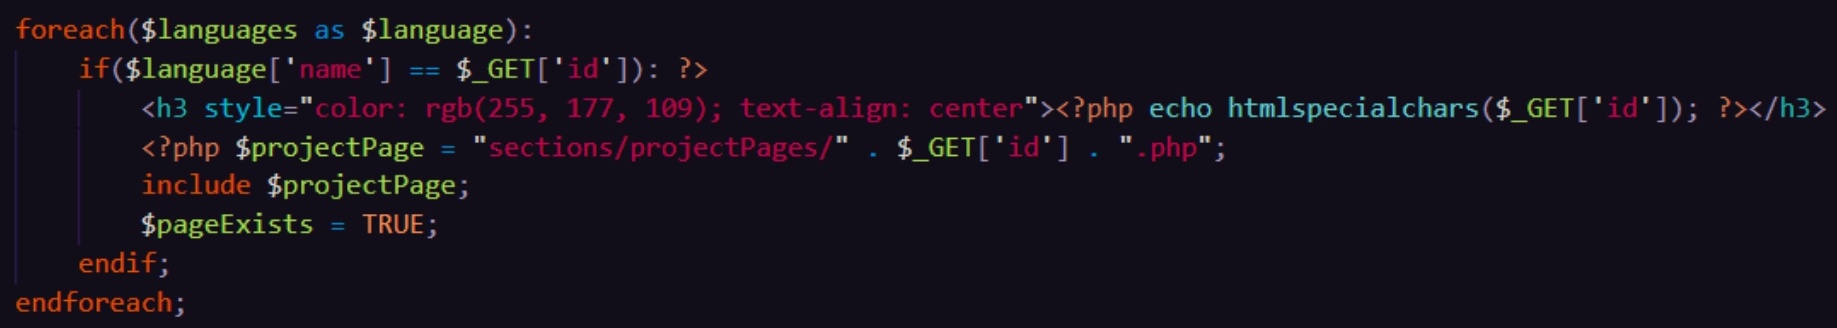 foreach($languages as $language):
if($language['name'] == $_GET['id']): ?>
<h3 style="color: rgb(255, 177, 109); text-align: center"><?php echo htmlspecialchars($_GET['id']); ?></h3>
<?php $projectPage = "sections/projectPages/" . $_GET['id'] . ".php";
include $projectPage;
$pageExists = TRUE;
endif;
endforeach;